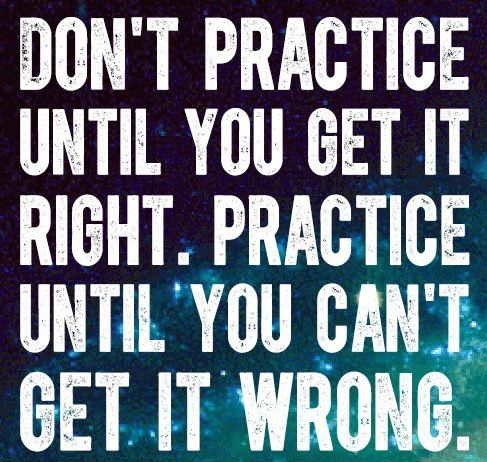 DON'T PRACTICE
UNTIL YOU GET IT
RIGHT. PRACTICE
UNTIL YOU CAN'T
GET IT WRONG.